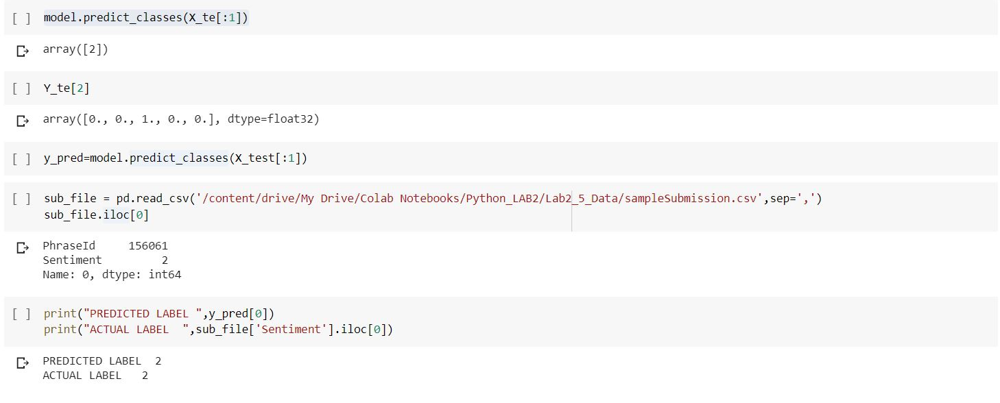 [ ] model.predict_classes(X_te[:1])
array([2])
[ ] Y_te[2]
array([0., 0., 1., 0., 0.], dtype=float32)
[ ] y_pred=model.predict_classes(X_test[:1])
[ ] sub_file = pd.read_csv('/content/drive/My Drive/Colab Notebooks/Python_LAB2/Lab2_5_Data/sampleSubmission.csv',sep=',')
sub_file.iloc[0]
PhraseId     156061
Sentiment         2
Name: 0, dtype: int64
[ ] print("PREDICTED LABEL ",y_pred[0])
print("ACTUAL LABEL  ",sub_file['Sentiment'].iloc[0])
PREDICTED LABEL  2
ACTUAL LABEL   2